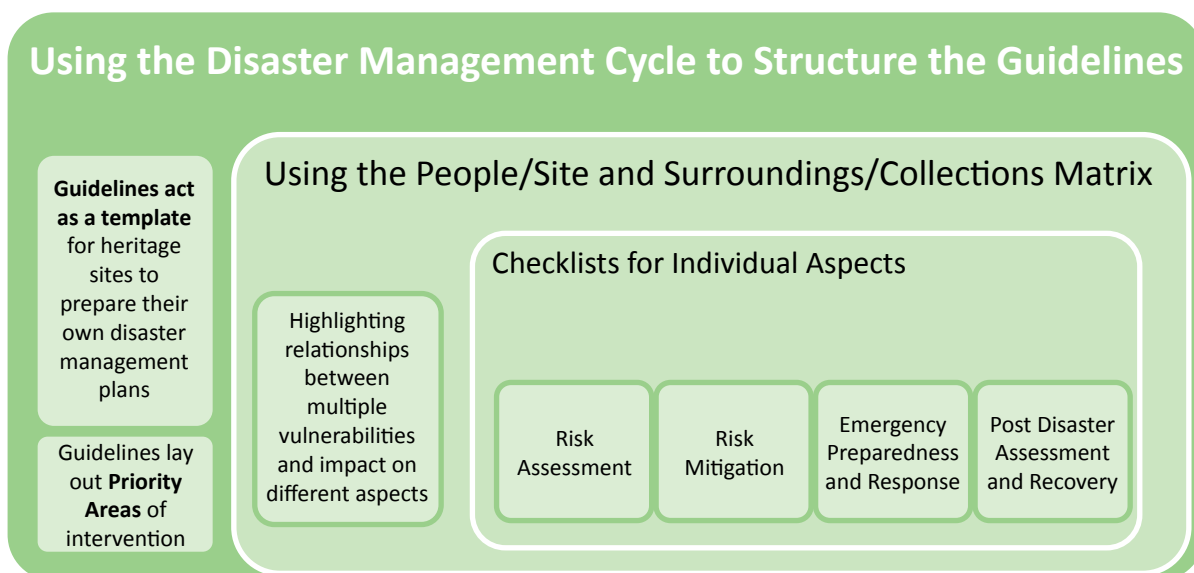 Using the Disaster Management Cycle to Structure the Guidelines
Guidelines act
as a template
for heritage
sites to
prepare their
own disaster
management
plans
Guidelines lay
out Priority
Areas of
intervention
Using the People/Site and Surroundings/Collections Matrix
Highlighting
relationships
between
multiple
vulnerabilities
and impact on
different aspects
Checklists for Individual Aspects
Risk
Assessment
Risk
Mitigation
Emergency
Preparedness
and Response
Post Disaster
Assessment
and Recovery